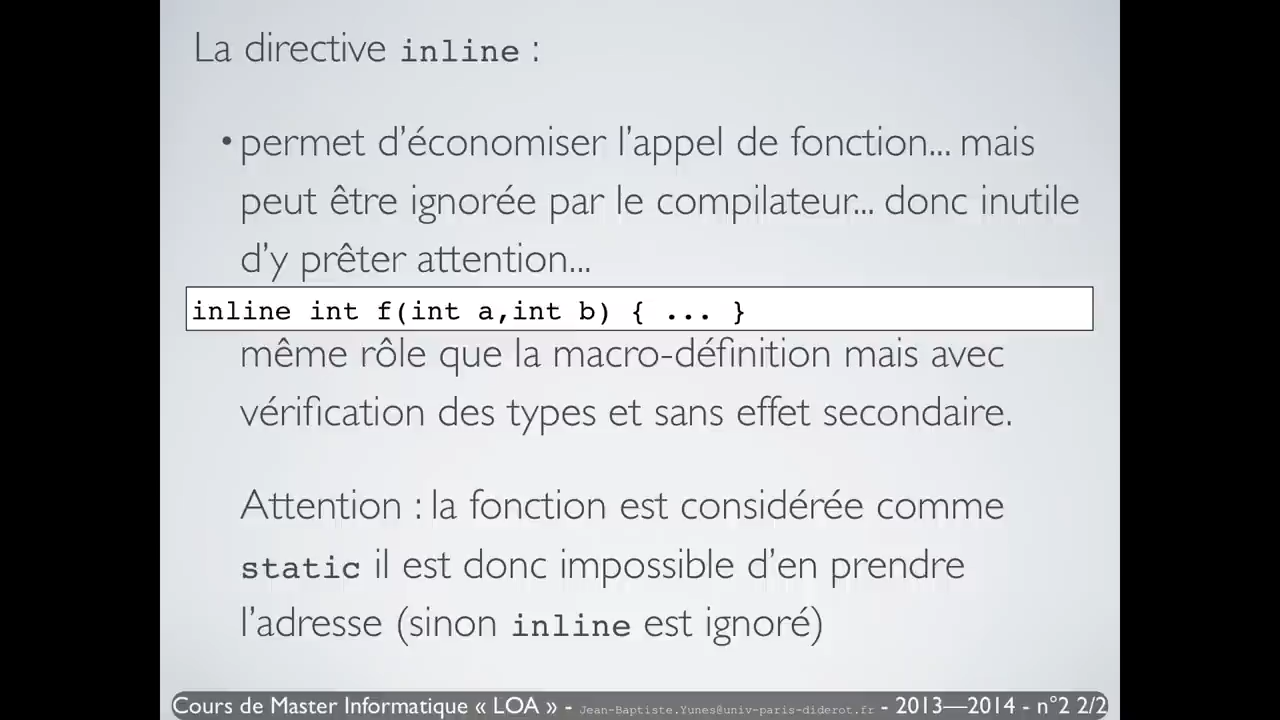 La directive inline :
• permet d'économiser l'appel de fonction... mais
peut être ignorée par le compilateur... donc inutile
d'y prêter attention...
inline int f(int a,int b) { ... }
même rôle que la macro-définition mais avec
vérification des types et sans effet secondaire.
Attention : la fonction est considérée comme
static il est donc impossible d'en prendre
l'adresse (sinon inline est ignoré)
Cours de Master Informatique « LOA » - Jean-Baptiste.Yunes@univ-paris-diderot.fr - 2013—2014 - n°2 2/2